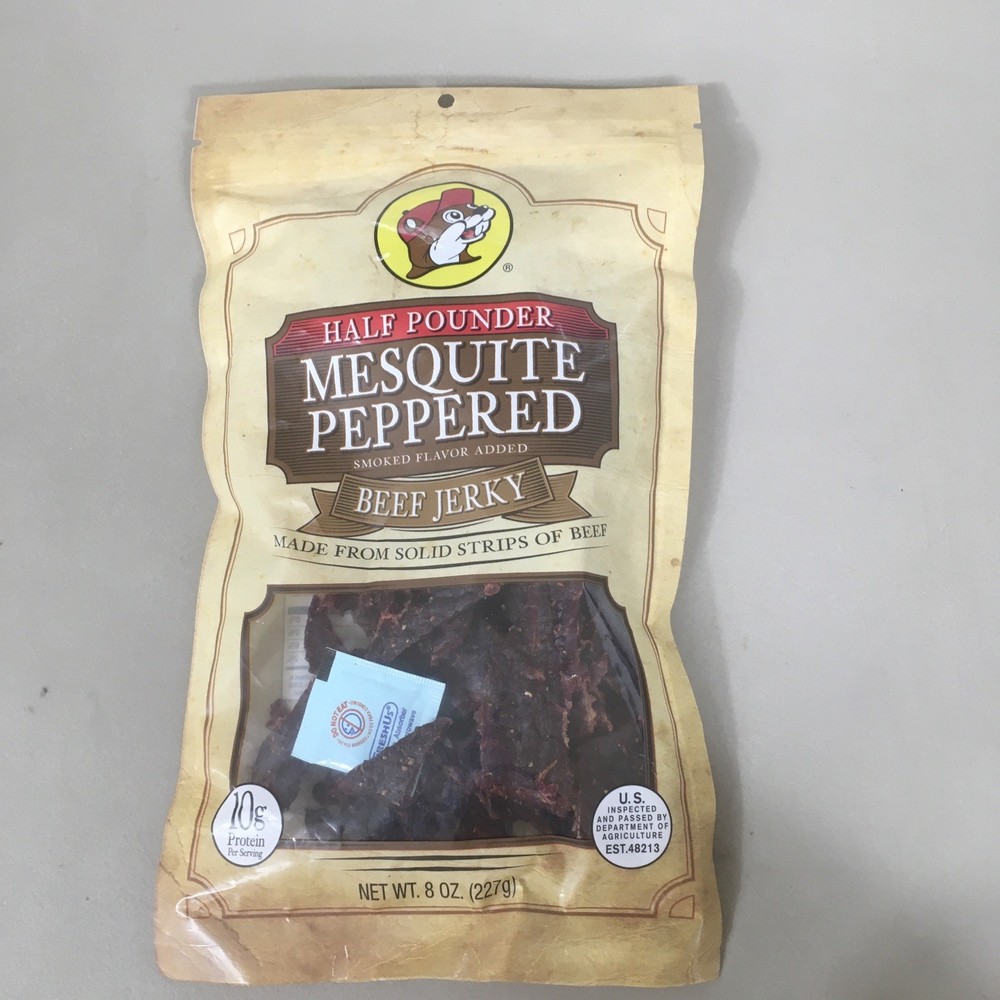 ®
HALF POUNDER
MESQUITE
PEPPERED
SMOKED FLAVOR ADDED
BEEF JERKY
MADE FROM SOLID STRIPS OF BEEF
DO NOT EAT
Absorber
10g
Protein
Per Serving
U.S.
INSPECTED
AND PASSED BY
DEPARTMENT OF
AGRICULTURE
EST.48213
NET WT. 8 OZ. (227g)